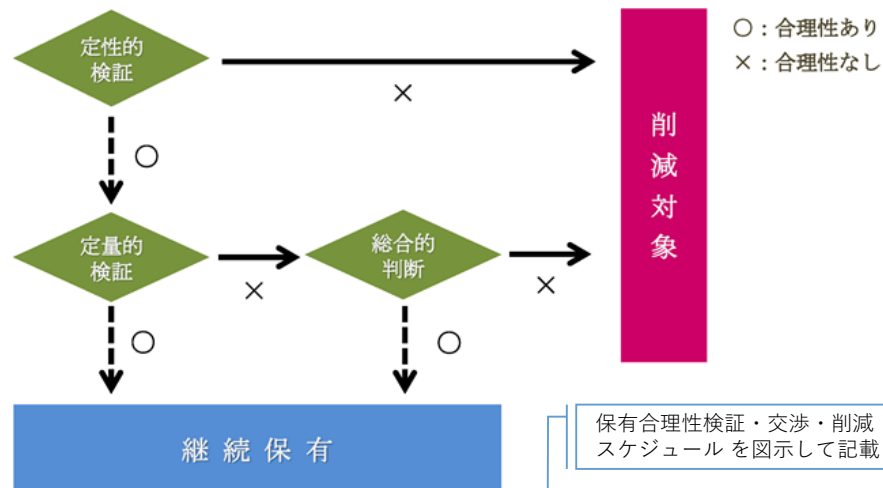 定性的
検証
○：合理性あり
×：合理性なし
×
○
削
減
対
象
定量的
検証
×
総合的
判断
×
○
○
継続保有
保有合理性検証・交渉・削減
スケジュール を図示して記載